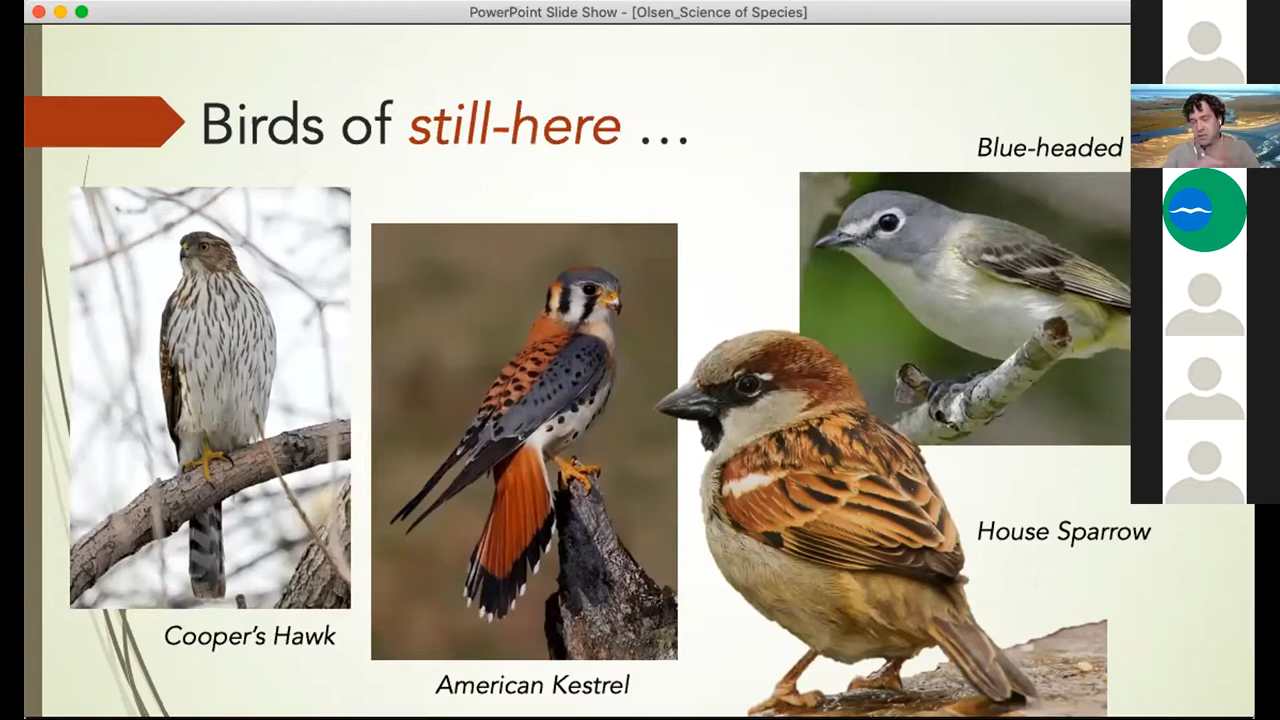 PowerPoint Slide Show - [Olsen_Science of Species]
Birds of still-here ...
Blue-headed
House Sparrow
Cooper's Hawk
American Kestrel